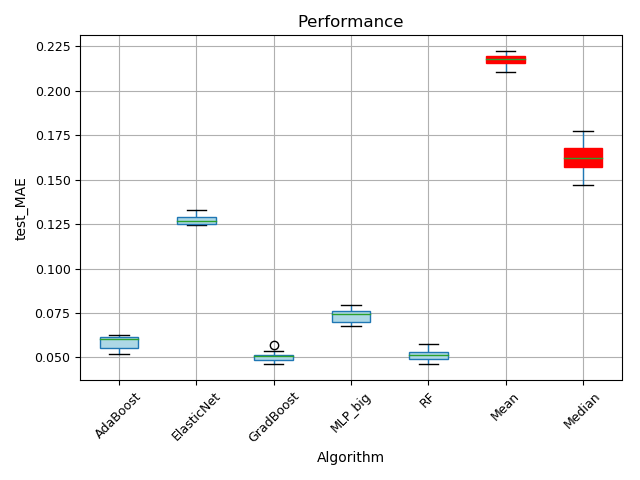 Performance
0.225
0.200
0.175
0.150
0.125
0.100
0.075
0.050
test_MAE
AdaBoost
ElasticNet
GradBoost
MLP_big
RF
Mean
Median
Algorithm